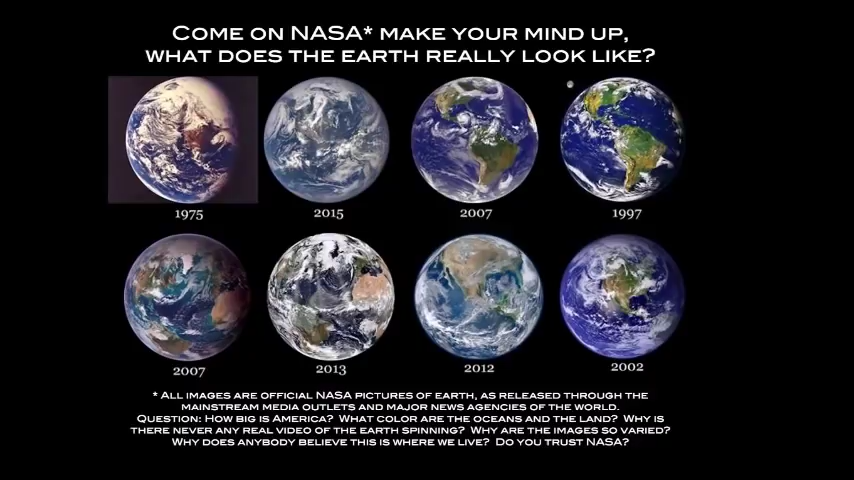 Come on NASA* make your mind up,
what does the earth really look like?
1975 2015 2007 1997
2007 2013 2012 2002
* All images are official NASA pictures of earth, as released through the
mainstream media outlets and major news agencies of the world.
Question: How big is America? What color are the oceans and the land? Why is
there never any real video of the earth spinning? Why are the images so varied?
Why does anybody believe this is where we live? Do you trust NASA?